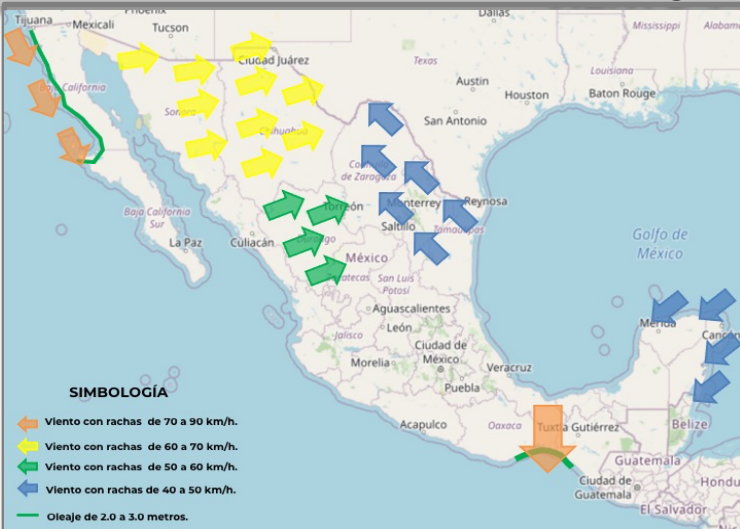 Phoenix
Dallas
Tijuana
Mexicali
Tucson
Mississippi
Alabama
Ciudad Juárez
Texas
Louisiana
Baja California
Austin
Houston
Baton Rouge
Sonora
Chihuahua
San Antonio
Coahuila
de Zaragoza
Torreón
Monterrey
Reynosa
Baja California
Sur
La Paz
Culiacán
Durango
Saltillo
Tamaulipas
Golfo de
México
México
Zacatecas
San Luis
Potosí
Aguascalientes
León
Jalisco
Ciudad de
México
Morelia
Veracruz
Puebla
Mérida
Cancún
SIMBOLOGÍA
Viento con rachas de 70 a 90 km/h.
Viento con rachas de 60 a 70 km/h.
Viento con rachas de 50 a 60 km/h.
Viento con rachas de 40 a 50 km/h.
Oleaje de 2.0 a 3.0 metros.
Acapulco
Oaxaca
Tuxtla Gutiérrez
Belize
Guatemala
Ciudad de
Guatemala
Hondu
El Salvador